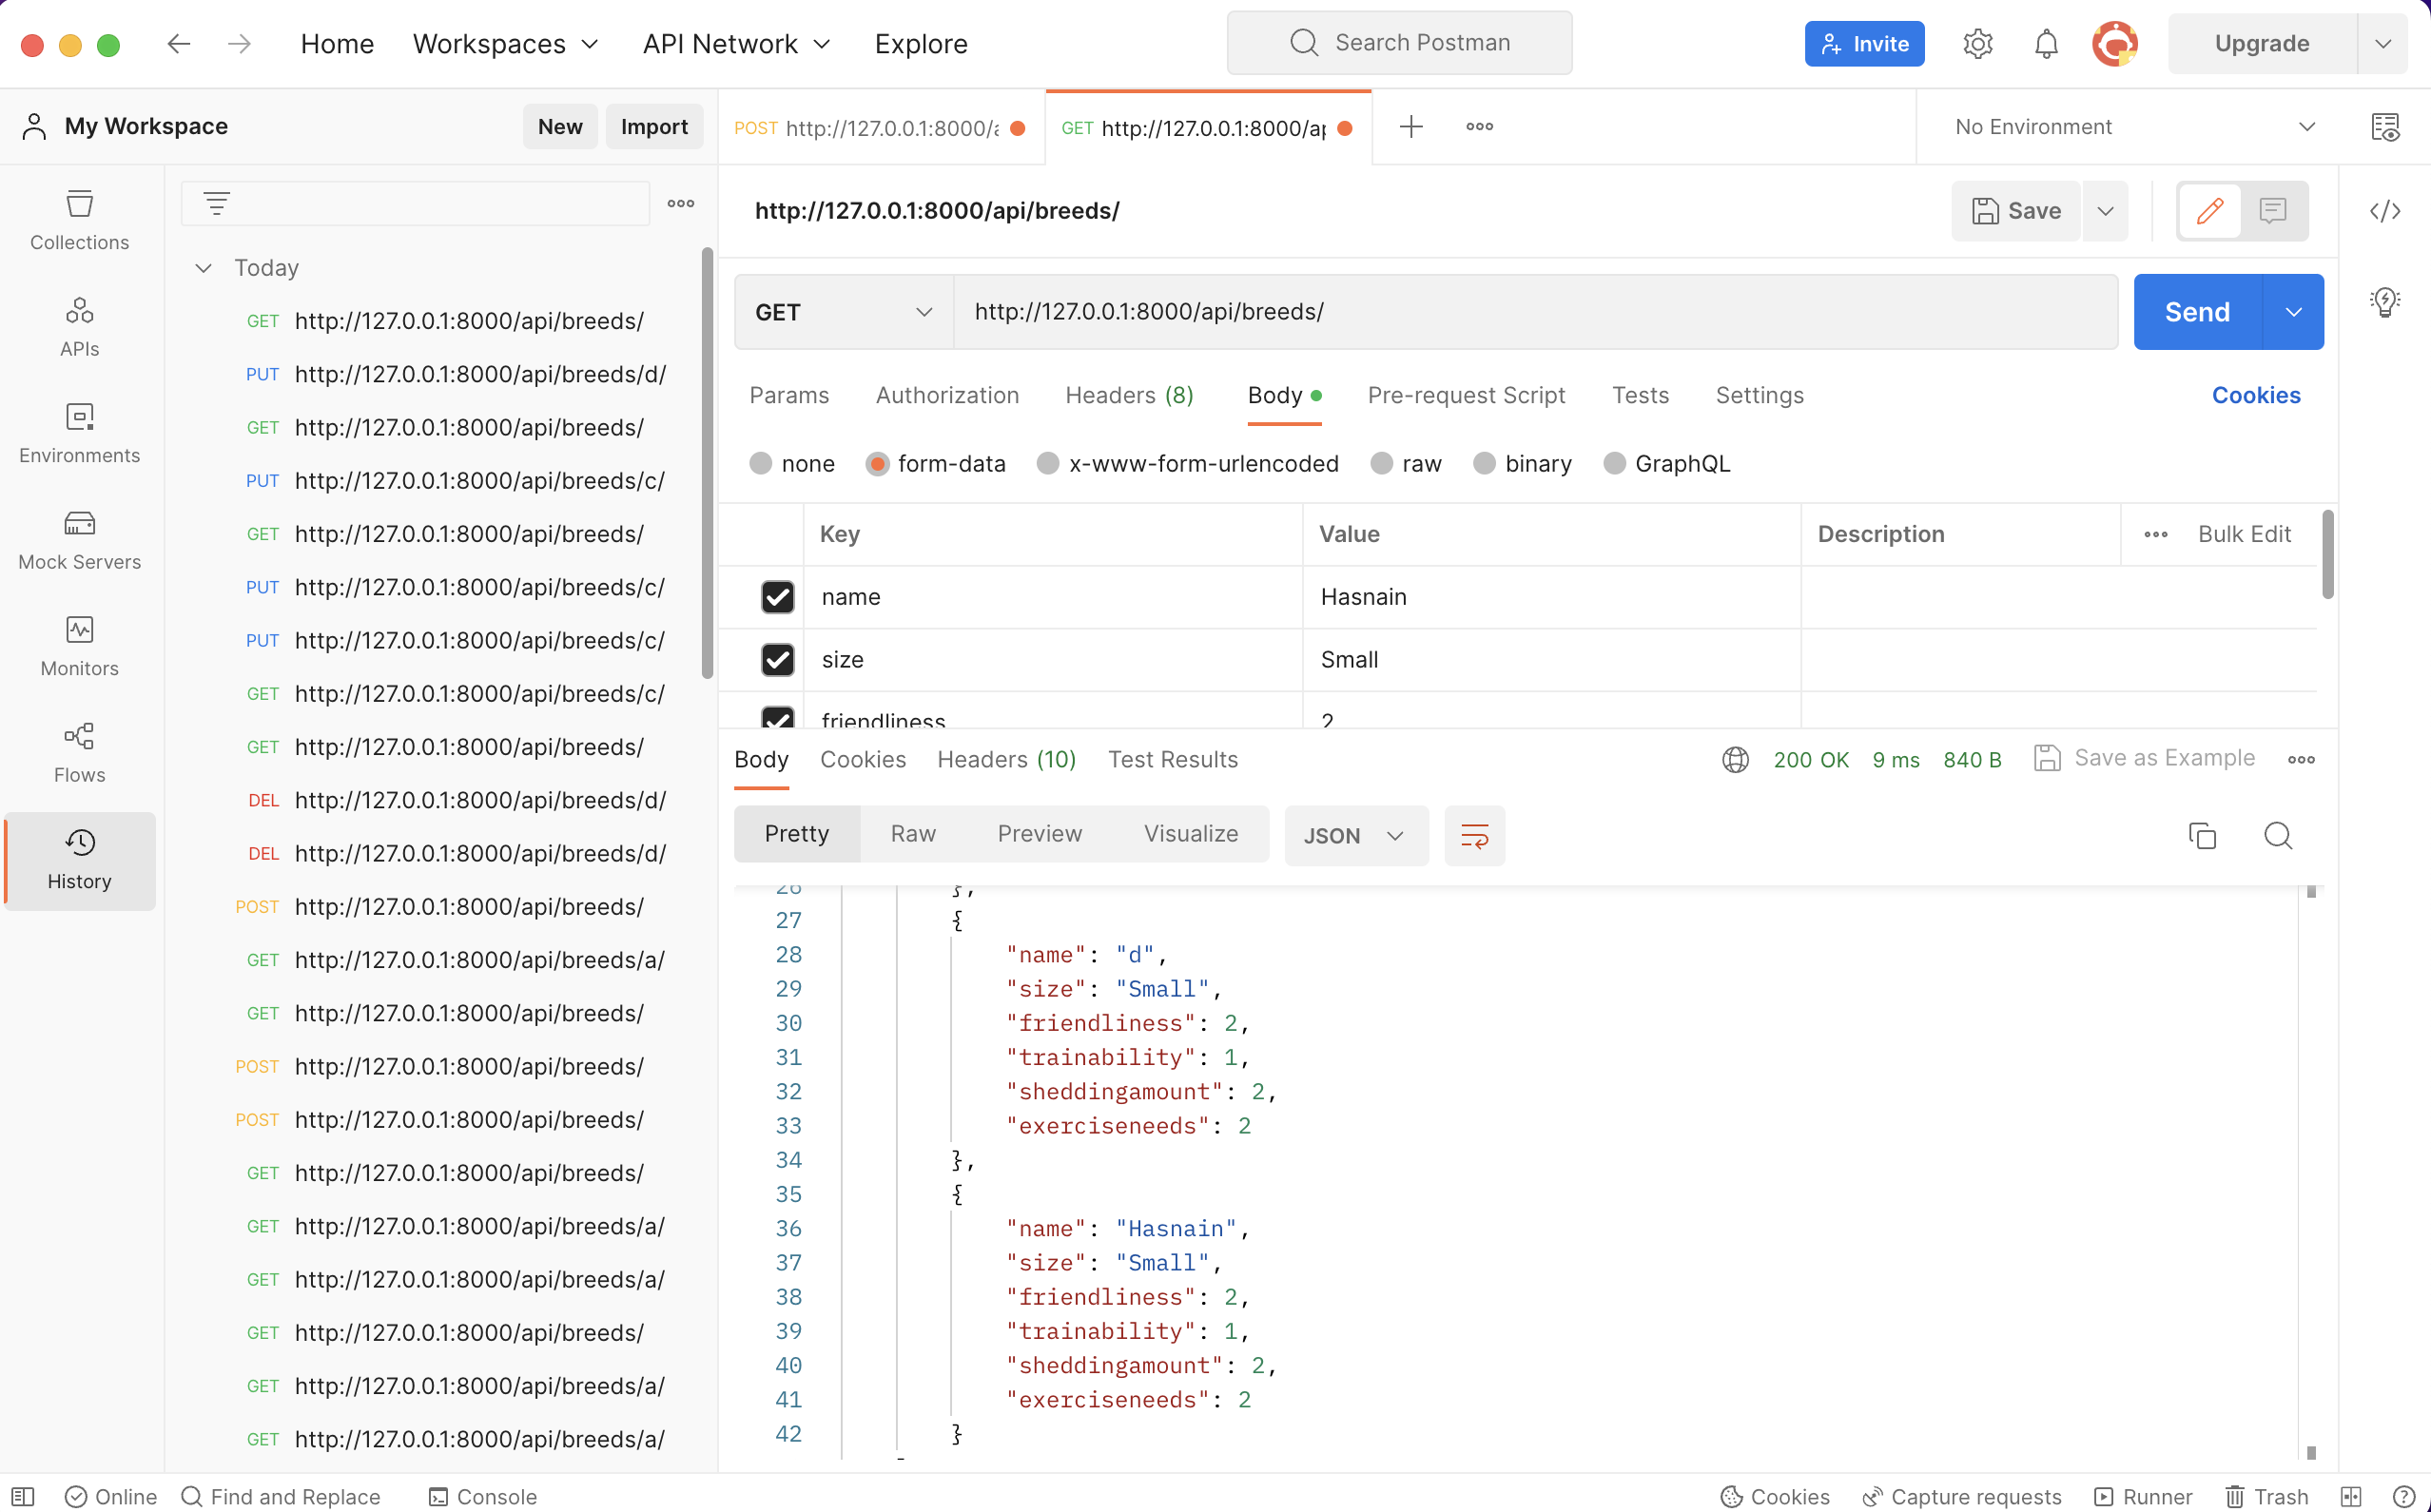 Home Workspaces API Network Explore Search Postman Invite Upgrade
My Workspace New Import POST http://127.0.0.1:8000/a GET http://127.0.0.1:8000/ap No Environment
Collections
APIs
Environments
Mock Servers
Monitors
Flows
History
Today
GET http://127.0.0.1:8000/api/breeds/
PUT http://127.0.0.1:8000/api/breeds/d/
GET http://127.0.0.1:8000/api/breeds/
PUT http://127.0.0.1:8000/api/breeds/c/
GET http://127.0.0.1:8000/api/breeds/
PUT http://127.0.0.1:8000/api/breeds/c/
PUT http://127.0.0.1:8000/api/breeds/c/
GET http://127.0.0.1:8000/api/breeds/c/
GET http://127.0.0.1:8000/api/breeds/
DEL http://127.0.0.1:8000/api/breeds/d/
DEL http://127.0.0.1:8000/api/breeds/d/
POST http://127.0.0.1:8000/api/breeds/
GET http://127.0.0.1:8000/api/breeds/a/
GET http://127.0.0.1:8000/api/breeds/
POST http://127.0.0.1:8000/api/breeds/
POST http://127.0.0.1:8000/api/breeds/
GET http://127.0.0.1:8000/api/breeds/
GET http://127.0.0.1:8000/api/breeds/a/
GET http://127.0.0.1:8000/api/breeds/a/
GET http://127.0.0.1:8000/api/breeds/
GET http://127.0.0.1:8000/api/breeds/a/
GET http://127.0.0.1:8000/api/breeds/a/
http://127.0.0.1:8000/api/breeds/ Save
GET http://127.0.0.1:8000/api/breeds/ Send
Params Authorization Headers (8) Body Pre-request Script Tests Settings Cookies
none form-data x-www-form-urlencoded raw binary GraphQL
Key Value Description Bulk Edit
name Hasnain
size Small
friendliness 2
Body Cookies Headers (10) Test Results 200 OK 9 ms 840 B Save as Example
Pretty Raw Preview Visualize JSON
26 },
27 {
28 "name": "d",
29 "size": "Small",
30 "friendliness": 2,
31 "trainability": 1,
32 "sheddingamount": 2,
33 "exerciseneeds": 2
34 },
35 {
36 "name": "Hasnain",
37 "size": "Small",
38 "friendliness": 2,
39 "trainability": 1,
40 "sheddingamount": 2,
41 "exerciseneeds": 2
42 }
Online Find and Replace Console Cookies Capture requests Runner Trash